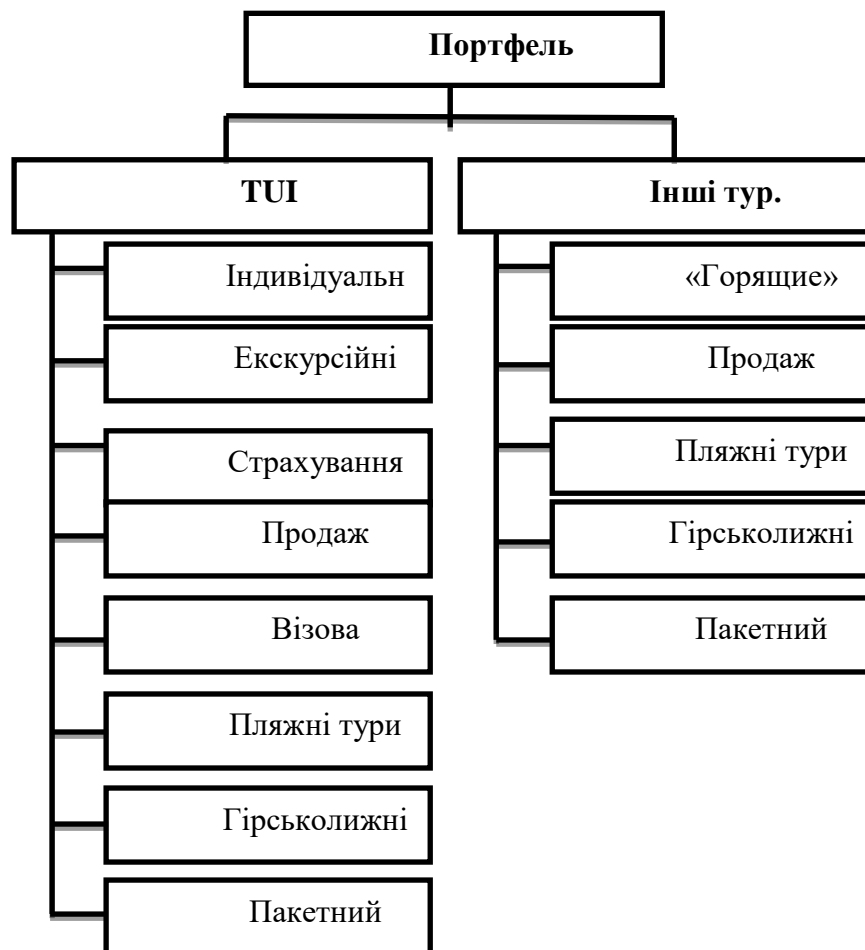 Портфель
TUI
Індивідуальн
Екскурсійні
Страхування
Продаж
Візова
Пляжні тури
Гірськолижні
Пакетний
Інші тур.
«Горящие»
Продаж
Пляжні тури
Гірськолижні
Пакетний